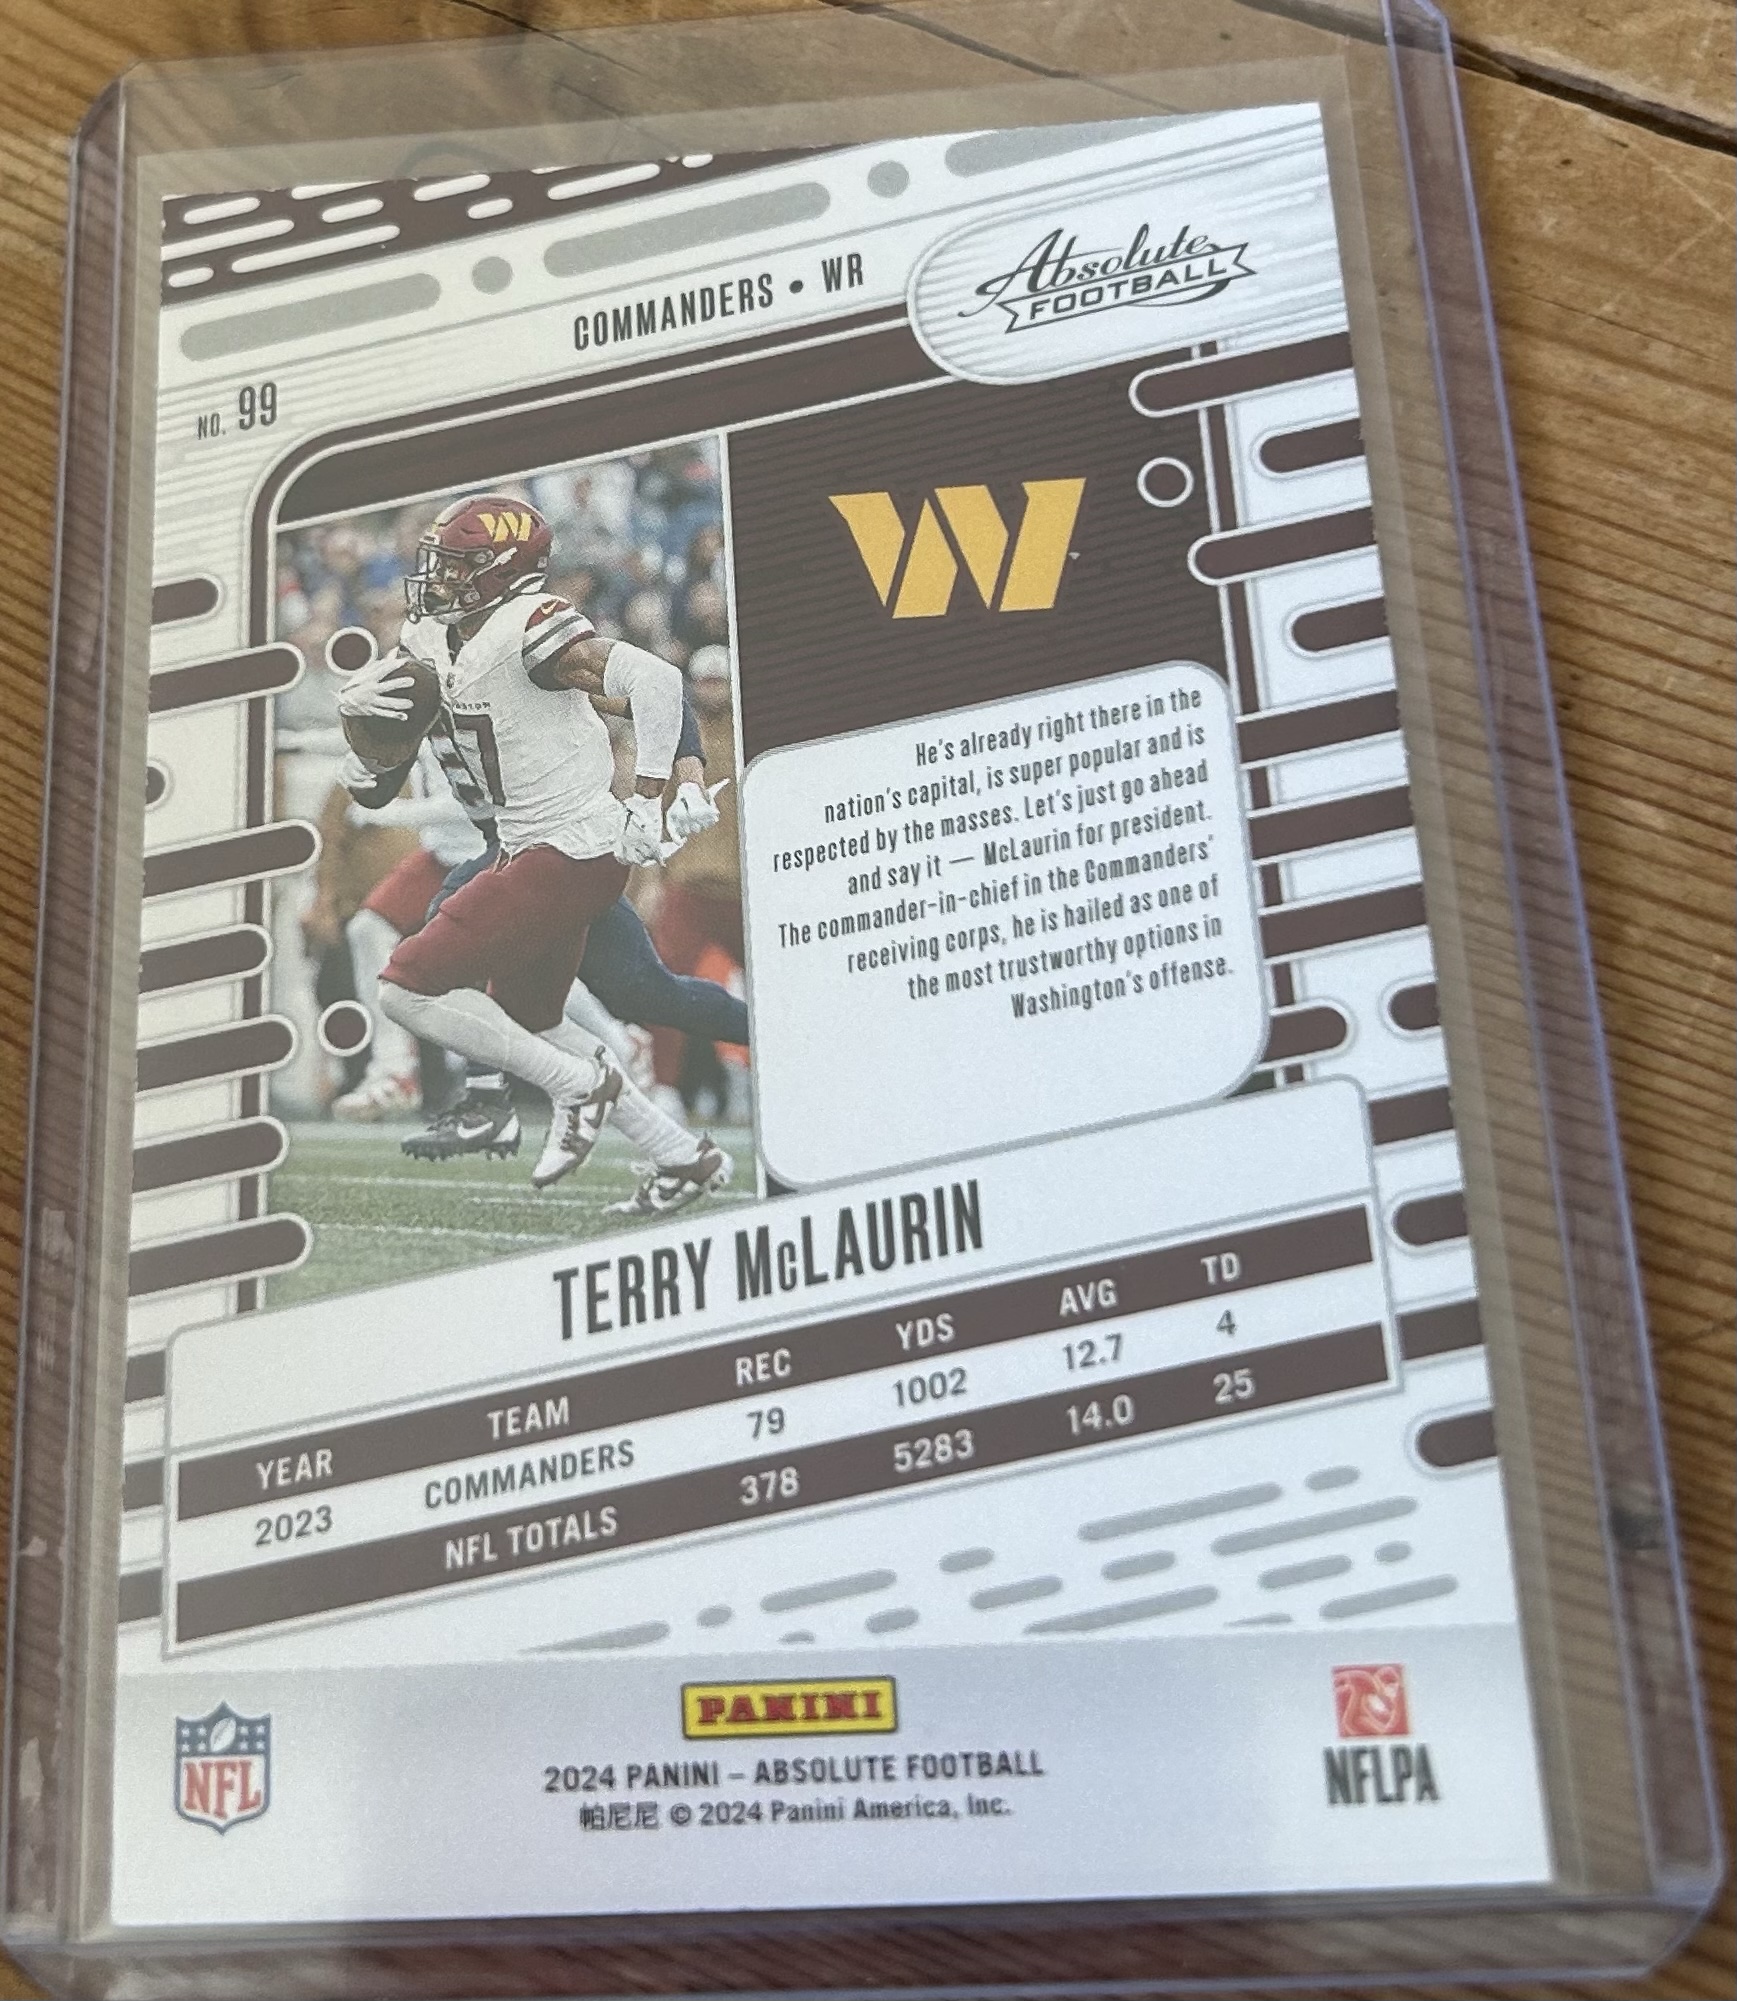 COMMANDERS • WR
Absolute
FOOTBALL
NO. 99
W
He's already right there in the
nation's capital, is super popular and is
respected by the masses. Let's just go ahead
and say it — McLaurin for president.
The commander-in-chief in the Commanders'
receiving corps, he is hailed as one of
the most trustworthy options in
Washington's offense.
TERRY McLAURIN
YEAR TEAM REC YDS AVG TD
2023 COMMANDERS 79 1002 12.7 4
NFL TOTALS 378 5283 14.0 25
PANINI
NFL
2024 PANINI – ABSOLUTE FOOTBALL
帕尼尼 © 2024 Panini America, Inc.
NFLPA